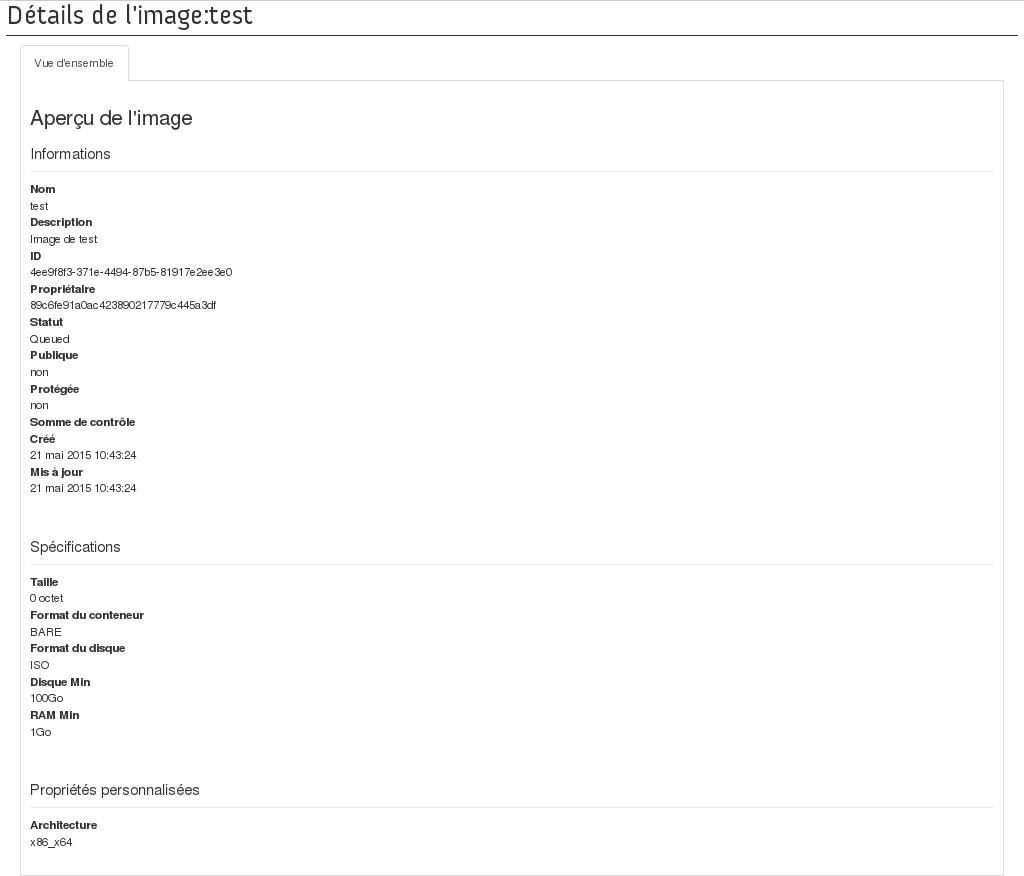 Détails de l'image:test
Vue d'ensemble
Aperçu de l'image
Informations
Nom
test
Description
Image de test
ID
4ee9f8f3-371e-4494-87b5-81917e2ee3e0
Propriétaire
89c6fe91a0ac423890217779c445a3df
Statut
Queued
Publique
non
Protégée
non
Somme de contrôle
Créé
21 mai 2015 10:43:24
Mis à jour
21 mai 2015 10:43:24
Spécifications
Taille
0 octet
Format du conteneur
BARE
Format du disque
ISO
Disque Min
100Go
RAM Min
1Go
Propriétés personnalisées
Architecture
x86_x64